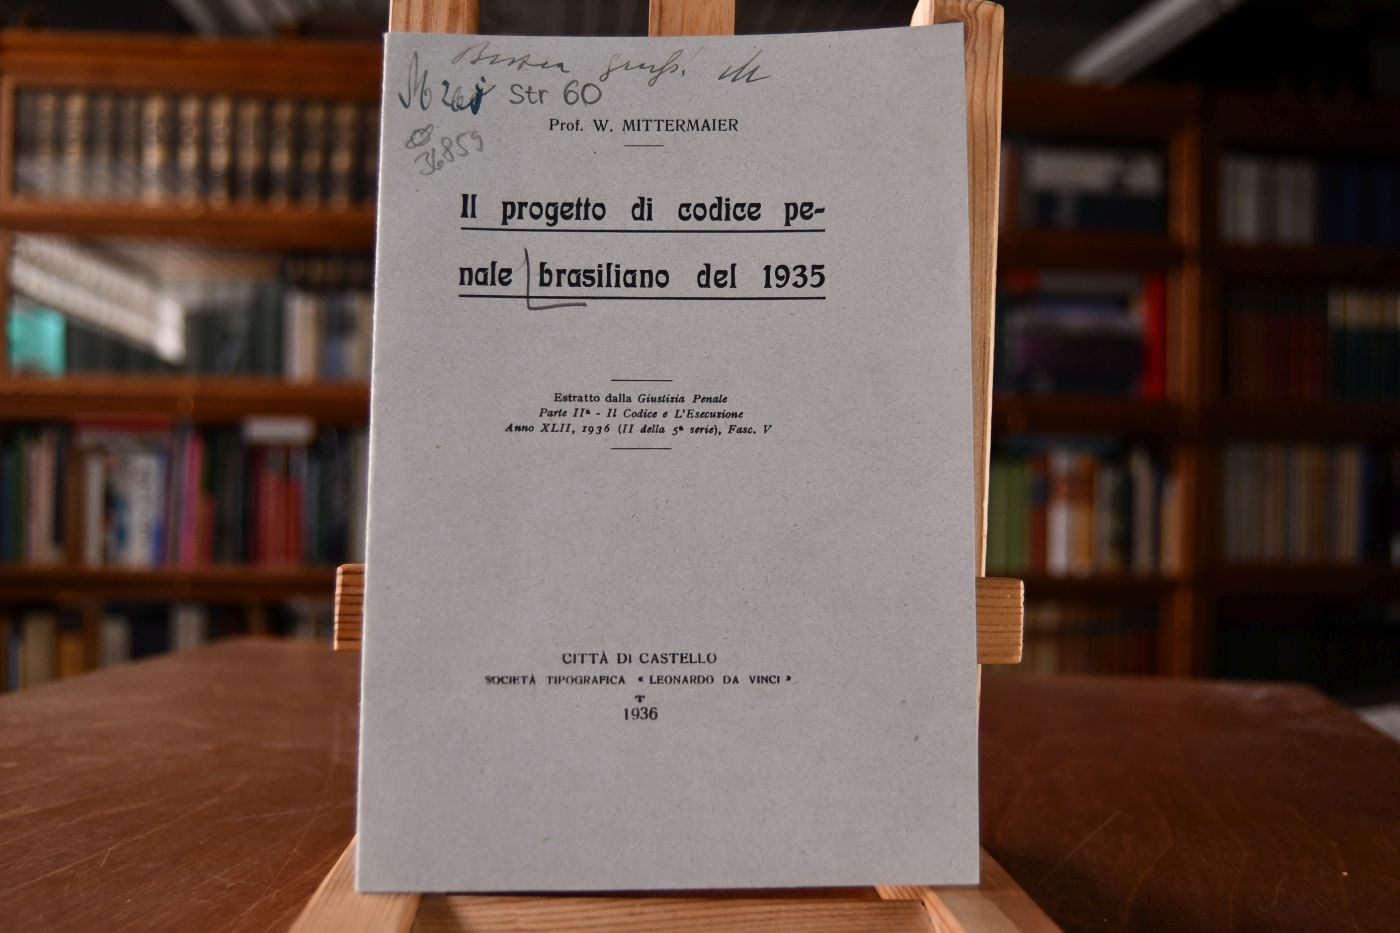 Str 60
36859
Prof. W. MITTERMAIER
Il progetto di codice pe-
nale brasiliano del 1935
Estratto dalla Giustizia Penale
Parte IIª - Il Codice e L'Esecuzione
Anno XLII, 1936 (II della 5ª serie), Fasc. V
CITTÀ DI CASTELLO
SOCIETÀ TIPOGRAFICA « LEONARDO DA VINCI »
1936